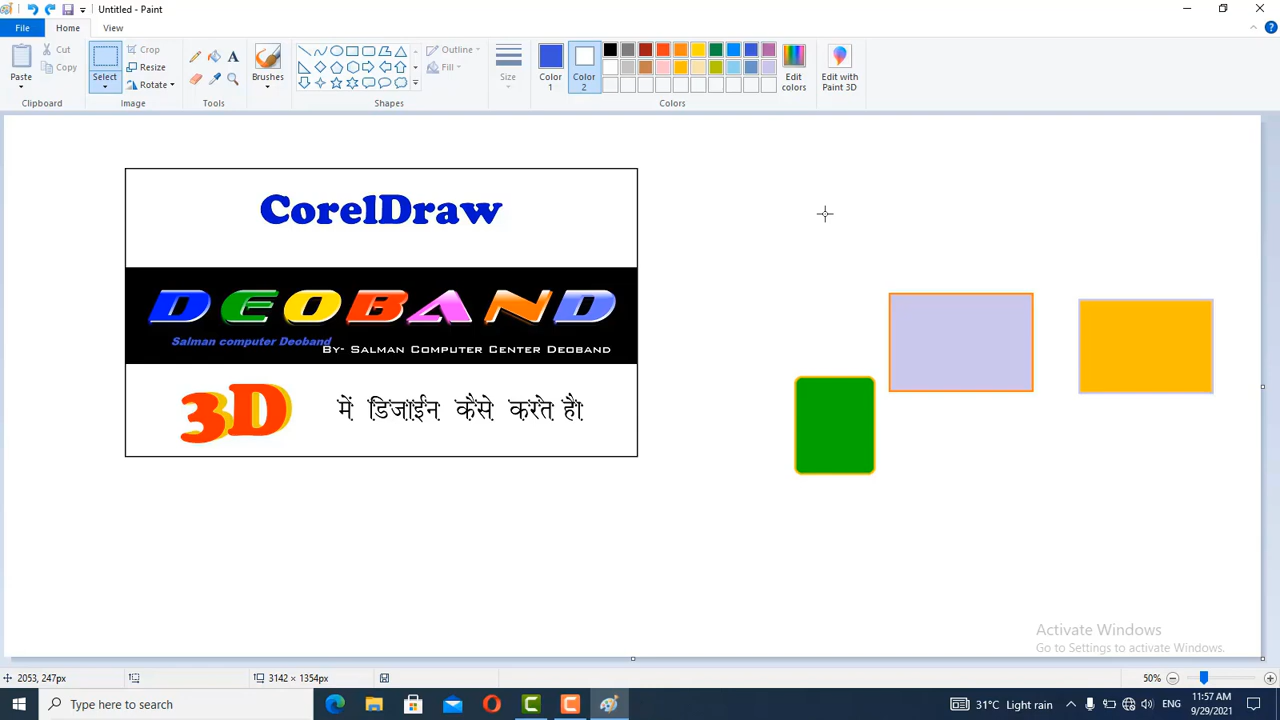 Untitled - Paint
File
Home
View
Paste
Cut
Copy
Clipboard
Select
Crop
Resize
Rotate
Image
A
Tools
Brushes
Outline
Fill
Shapes
Size
Color 1
Color 2
Edit colors
Colors
Edit with Paint 3D
CorelDraw
DEOBAND
Salman computer Deoband
By- Salman Computer Center Deoband
3D में डिजाईन कैसे करते है।
Activate Windows
Go to Settings to activate Windows.
2053, 247px
3142 × 1354px
50%
Type here to search
31°C Light rain
ENG
11:57 AM
9/29/2021